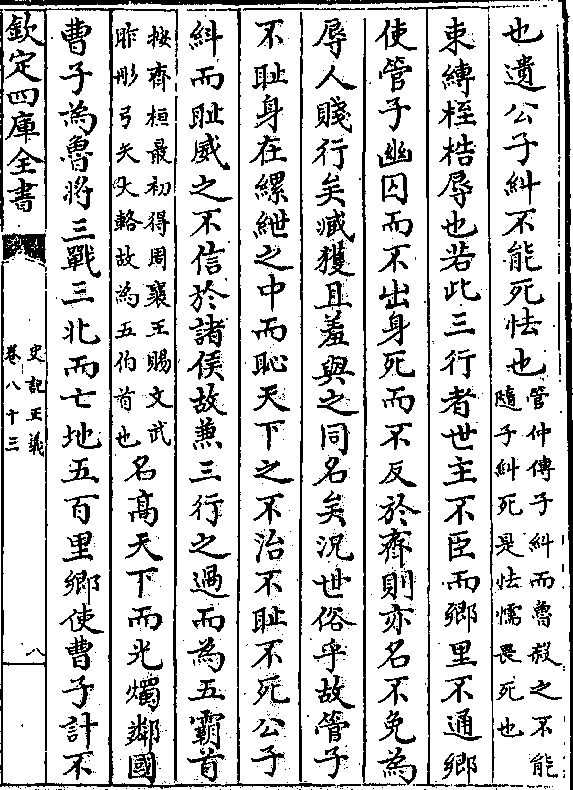 也遺公子糾不能死怯也管仲傳子糾而魯殺之不能
隨子糾死是怯懦畏死也
束縛桎梏辱也若此三行者世主不臣而鄉里不通鄉
使管子幽囚而不出身死而不反於齊則亦名不免為
辱人賤行矣臧獲且羞與之同名矣況世俗乎故管子
不耻身在縲紲之中而恥天下之不治不耻不死公子
糾而耻威之不信於諸侯故兼三行之過而為五霸首
按齊桓最初得周襄王賜文武
胙彤弓矢大輅故為五伯首也名髙天下而光燭鄰國
曹子為魯將三戰三北而亡地五百里鄉使曹子計不
欽定四庫全書
史記正義
卷八十三
八